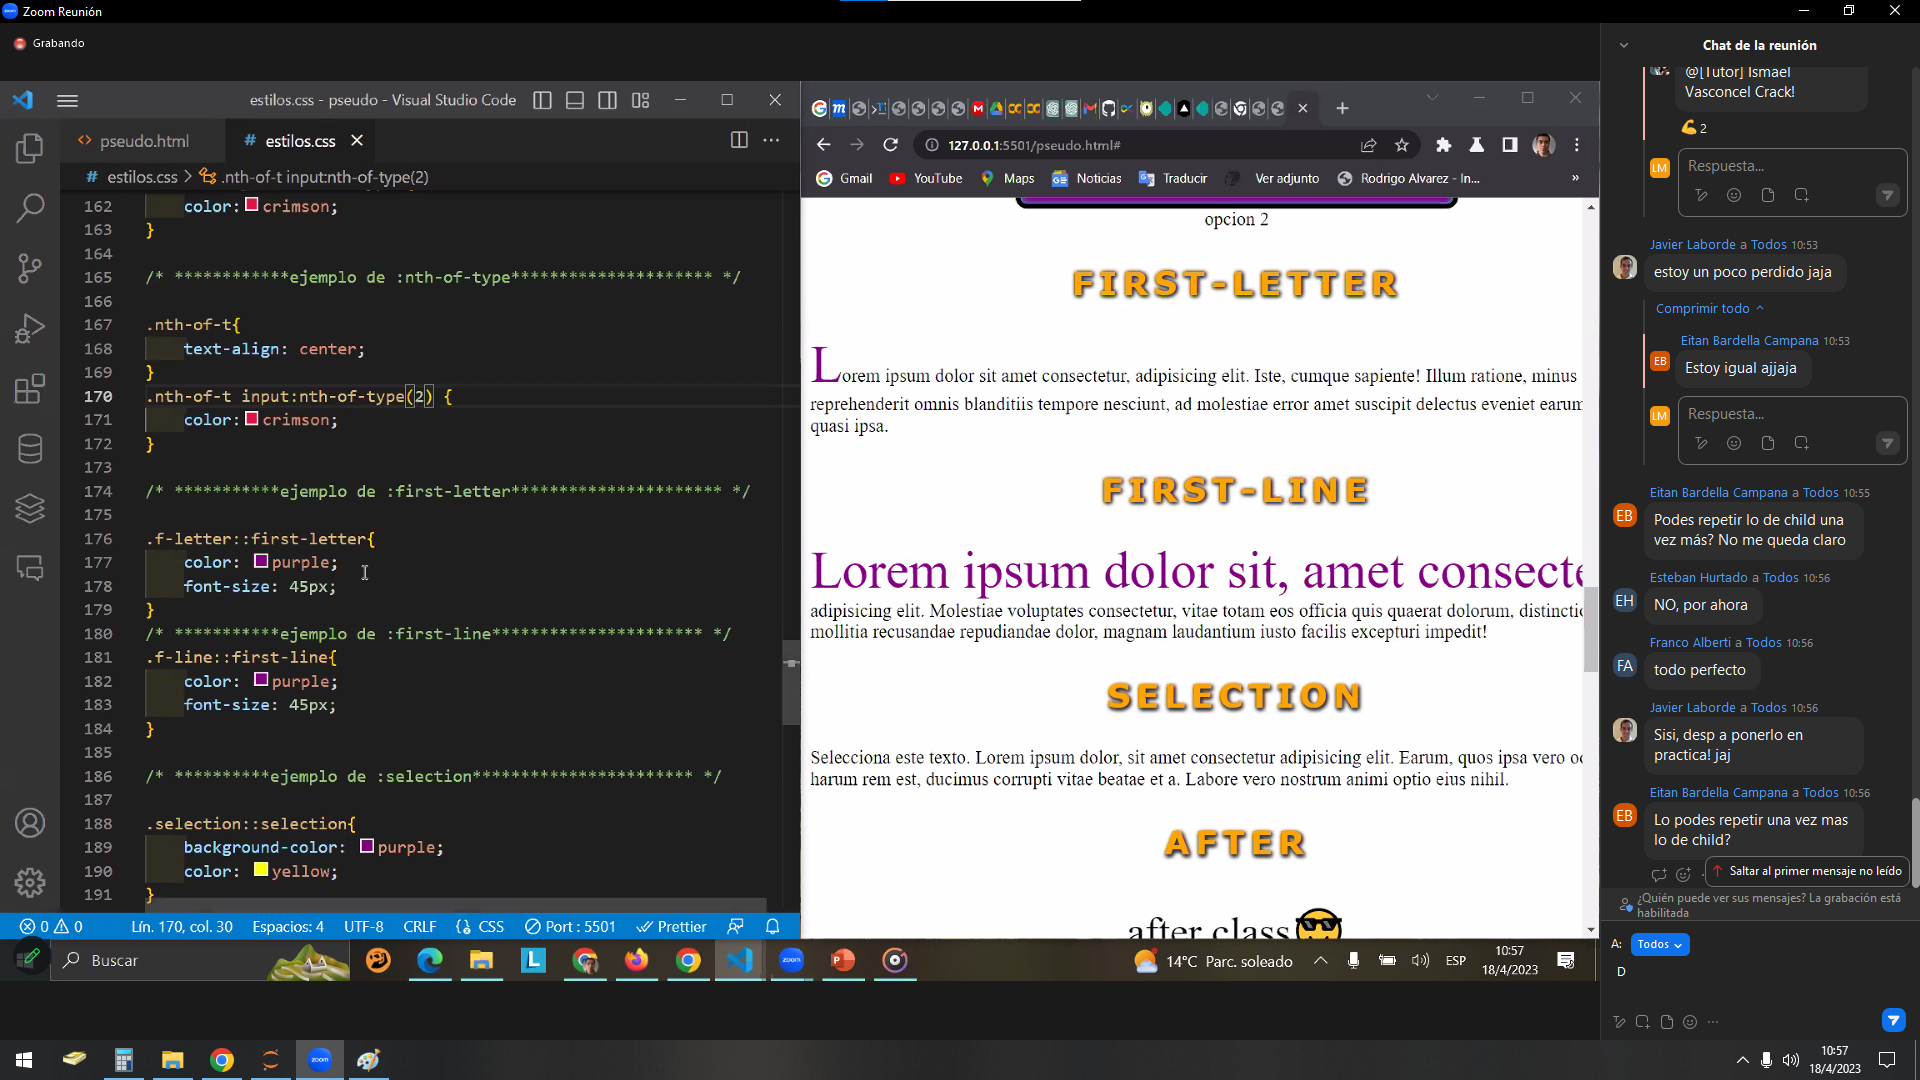 Zoom Reunión
Grabando
estilos.css - pseudo - Visual Studio Code
pseudo.html
# estilos.css
# estilos.css > .nth-of-t input:nth-of-type(2)
162 color: crimson;
163 }
164
165 /* ************ejemplo de :nth-of-type********************* */
166
167 .nth-of-t{
168 text-align: center;
169 }
170 .nth-of-t input:nth-of-type(2) {
171 color: crimson;
172 }
173
174 /* ***********ejemplo de :first-letter********************** */
175
176 .f-letter::first-letter{
177 color: purple;
178 font-size: 45px;
179 }
180 /* ***********ejemplo de :first-line********************** */
181 .f-line::first-line{
182 color: purple;
183 font-size: 45px;
184 }
185
186 /* **********ejemplo de :selection*********************** */
187
188 .selection::selection{
189 background-color: purple;
190 color: yellow;
191 }
0 0 Lín. 170, col. 30 Espacios: 4 UTF-8 CRLF {} CSS Port : 5501 Prettier
127.0.0.1:5501/pseudo.html#
Gmail YouTube Maps Noticias Traducir Ver adjunto Rodrigo Alvarez - In... »
opcion 2
FIRST-LETTER
Lorem ipsum dolor sit amet consectetur, adipisicing elit. Iste, cumque sapiente! Illum ratione, minus
reprehenderit omnis blanditiis tempore nesciunt, ad molestiae error amet suscipit delectus eveniet earum
quasi ipsa.
FIRST-LINE
Lorem ipsum dolor sit, amet consecte
adipisicing elit. Molestiae voluptates consectetur, vitae totam eos officia quis quaerat dolorum, distinctio
mollitia recusandae repudiandae dolor, magnam laudantium iusto facilis excepturi impedit!
SELECTION
Selecciona este texto. Lorem ipsum dolor, sit amet consectetur adipisicing elit. Earum, quos ipsa vero
harum rem est, ducimus corrupti vitae beatae et a. Labore vero nostrum animi optio eius nihil.
AFTER
after class
Buscar
14°C Parc. soleado
ESP
10:57
18/4/2023
Chat de la reunión
@[Tutor] Ismael
Vasconcel Crack!
2
LM Respuesta...
Javier Laborde a Todos 10:53
estoy un poco perdido jaja
Comprimir todo
Eitan Bardella Campana 10:53
EB Estoy igual ajjaja
LM Respuesta...
Eitan Bardella Campana a Todos 10:55
EB Podes repetir lo de child una
vez más? No me queda claro
Esteban Hurtado a Todos 10:56
EH NO, por ahora
Franco Alberti a Todos 10:56
FA todo perfecto
Javier Laborde a Todos 10:56
Sisi, desp a ponerlo en
practica! jaj
Eitan Bardella Campana a Todos 10:56
EB Lo podes repetir una vez mas
lo de child?
Saltar al primer mensaje no leído
¿Quién puede ver sus mensajes? La grabación está
habilitada
A: Todos
D
10:57
18/4/2023